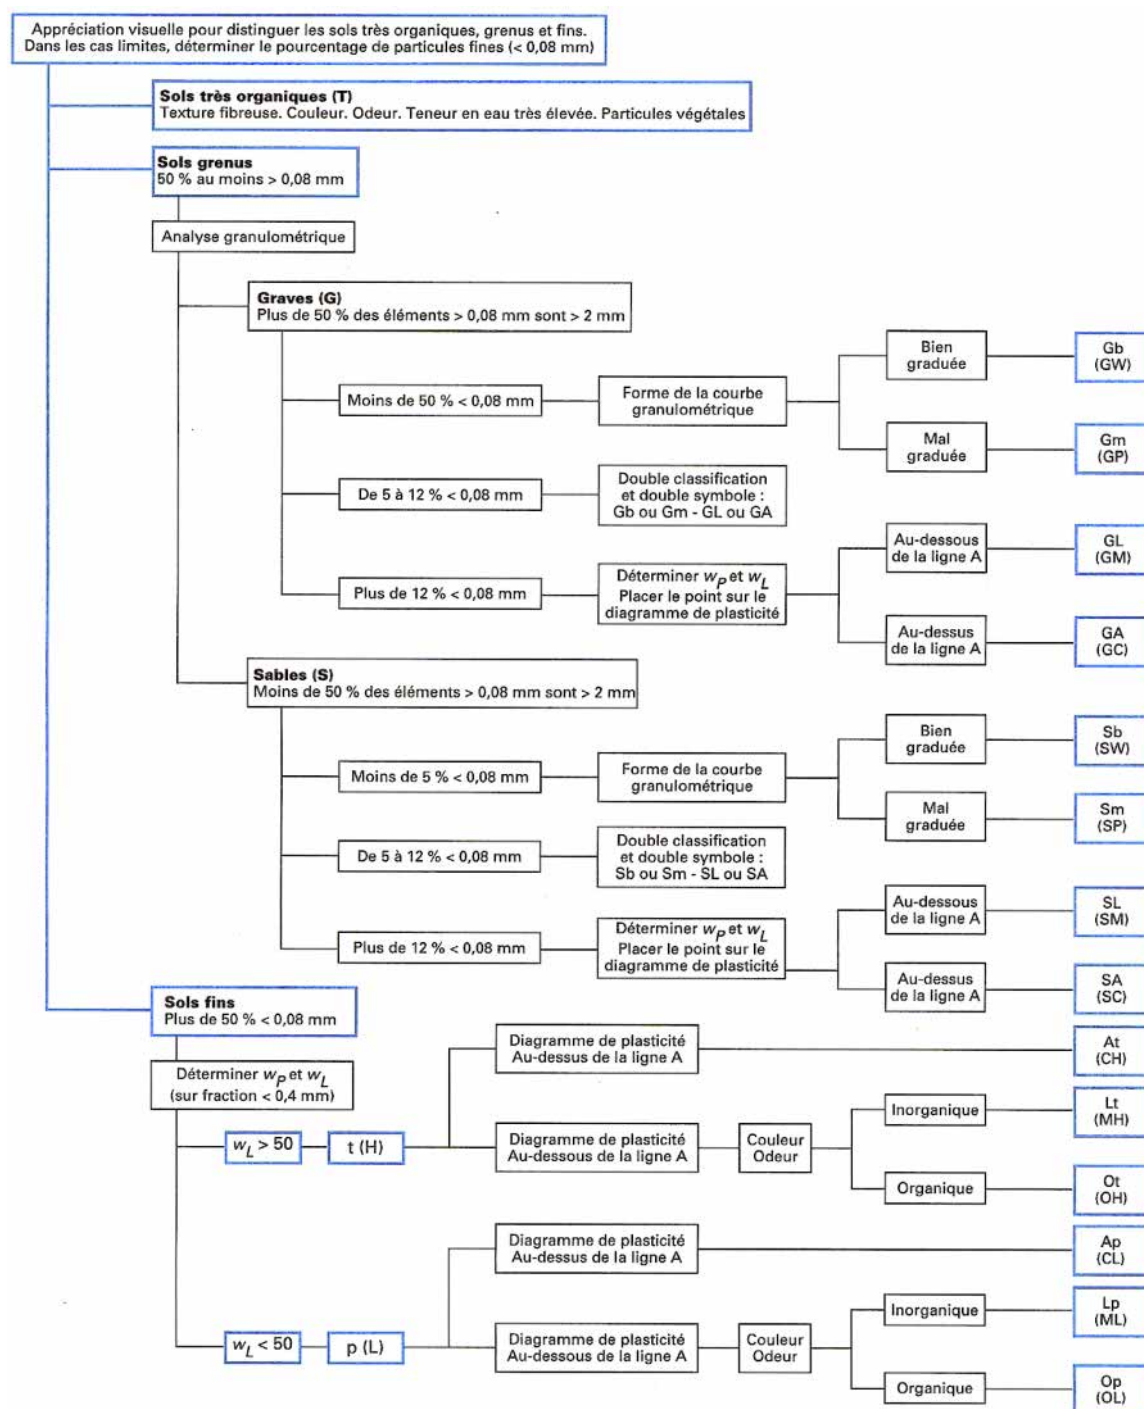 Appréciation visuelle pour distinguer les sols très organiques, grenus et fins.
Dans les cas limites, déterminer le pourcentage de particules fines (< 0,08 mm)
Sols très organiques (T)
Texture fibreuse. Couleur. Odeur. Teneur en eau très élevée. Particules végétales
Sols grenus
50 % au moins > 0,08 mm
Analyse granulométrique
Graves (G)
Plus de 50 % des éléments > 0,08 mm sont > 2 mm
Moins de 50 % < 0,08 mm
Forme de la courbe
granulométrique
Bien
graduée
Gb
(GW)
Mal
graduée
Gm
(GP)
De 5 à 12 % < 0,08 mm
Double classification
et double symbole :
Gb ou Gm - GL ou GA
Plus de 12 % < 0,08 mm
Déterminer wP et wL
Placer le point sur le
diagramme de plasticité
Au-dessous
de la ligne A
GL
(GM)
Au-dessus
de la ligne A
GA
(GC)
Sables (S)
Moins de 50 % des éléments > 0,08 mm sont > 2 mm
Moins de 5 % < 0,08 mm
Forme de la courbe
granulométrique
Bien
graduée
Sb
(SW)
Mal
graduée
Sm
(SP)
De 5 à 12 % < 0,08 mm
Double classification
et double symbole :
Sb ou Sm - SL ou SA
Plus de 12 % < 0,08 mm
Déterminer wP et wL
Placer le point sur le
diagramme de plasticité
Au-dessous
de la ligne A
SL
(SM)
Au-dessus
de la ligne A
SA
(SC)
Sols fins
Plus de 50 % < 0,08 mm
Déterminer wP et wL
(sur fraction < 0,4 mm)
wL > 50
t (H)
Diagramme de plasticité
Au-dessus de la ligne A
At
(CH)
Diagramme de plasticité
Au-dessous de la ligne A
Couleur
Odeur
Inorganique
Lt
(MH)
Organique
Ot
(OH)
wL < 50
p (L)
Diagramme de plasticité
Au-dessus de la ligne A
Ap
(CL)
Diagramme de plasticité
Au-dessous de la ligne A
Couleur
Odeur
Inorganique
Lp
(ML)
Organique
Op
(OL)